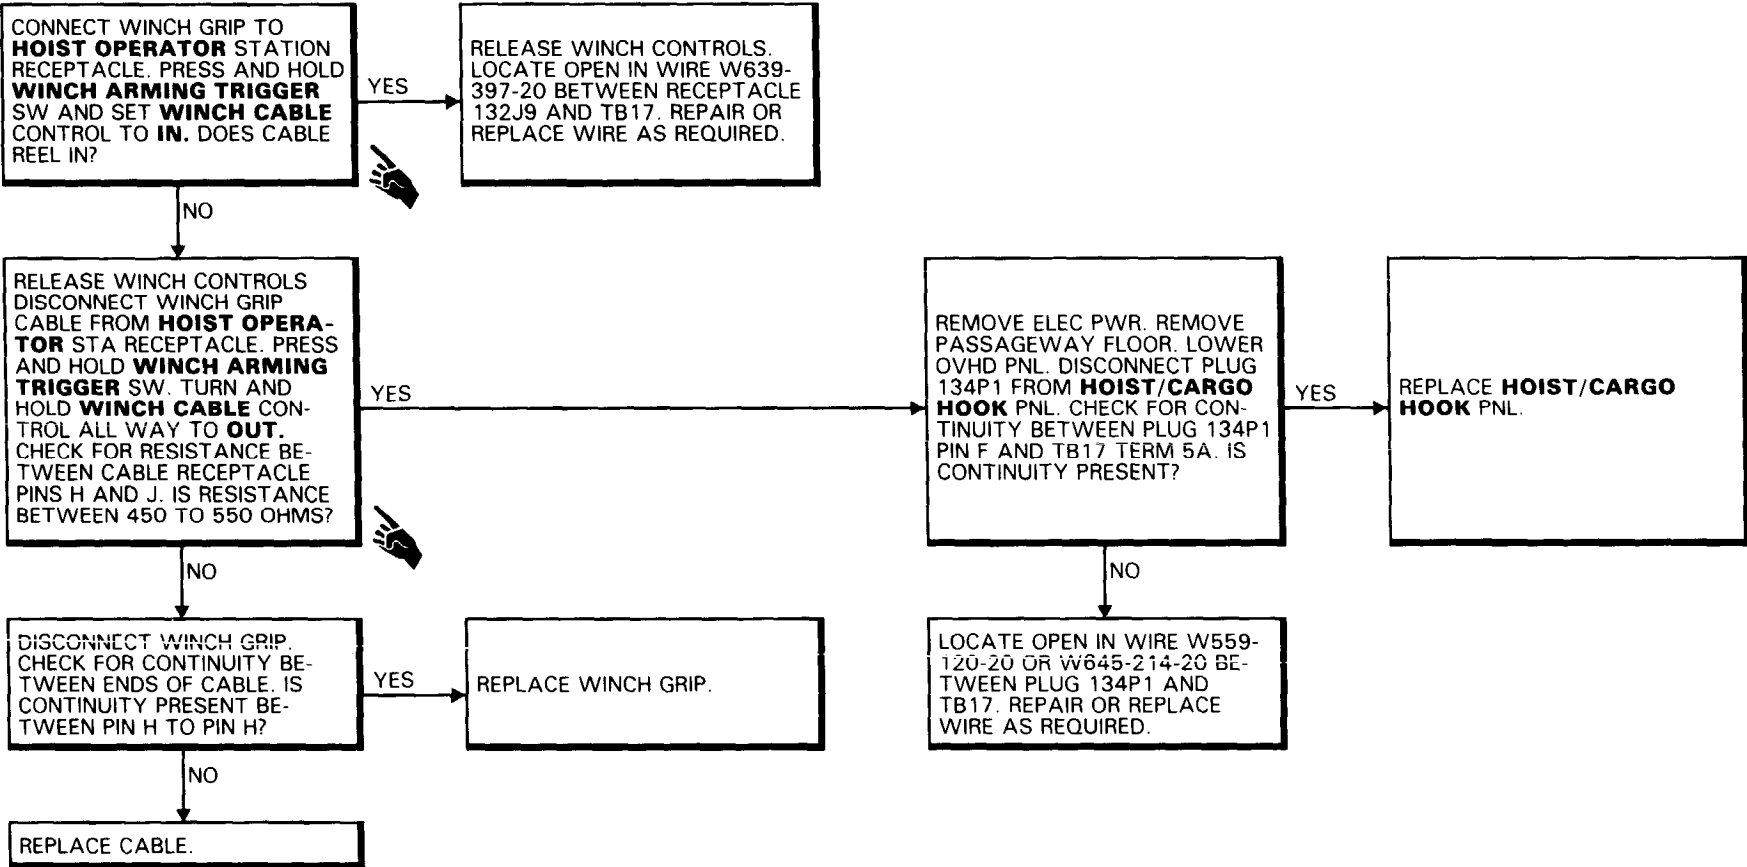 CONNECT WINCH GRIP TO
HOIST OPERATOR STATION
RECEPTACLE. PRESS AND HOLD
WINCH ARMING TRIGGER
SW AND SET WINCH CABLE
CONTROL TO IN. DOES CABLE
REEL IN?
YES
RELEASE WINCH CONTROLS.
LOCATE OPEN IN WIRE W639-
397-20 BETWEEN RECEPTACLE
132J9 AND TB17. REPAIR OR
REPLACE WIRE AS REQUIRED.
NO
RELEASE WINCH CONTROLS
DISCONNECT WINCH GRIP
CABLE FROM HOIST OPERA-
TOR STA RECEPTACLE. PRESS
AND HOLD WINCH ARMING
TRIGGER SW. TURN AND
HOLD WINCH CABLE CON-
TROL ALL WAY TO OUT.
CHECK FOR RESISTANCE BE-
TWEEN CABLE RECEPTACLE
PINS H AND J. IS RESISTANCE
BETWEEN 450 TO 550 OHMS?
YES
REMOVE ELEC PWR. REMOVE
PASSAGEWAY FLOOR. LOWER
OVHD PNL. DISCONNECT PLUG
134P1 FROM HOIST/CARGO
HOOK PNL. CHECK FOR CON-
TINUITY BETWEEN PLUG 134P1
PIN F AND TB17 TERM 5A. IS
CONTINUITY PRESENT?
YES
REPLACE HOIST/CARGO
HOOK PNL.
NO
DISCONNECT WINCH GRIP.
CHECK FOR CONTINUITY BE-
TWEEN ENDS OF CABLE. IS
CONTINUITY PRESENT BE-
TWEEN PIN H TO PIN H?
YES
REPLACE WINCH GRIP.
NO
LOCATE OPEN IN WIRE W559-
120-20 OR W645-214-20 BE-
TWEEN PLUG 134P1 AND
TB17. REPAIR OR REPLACE
WIRE AS REQUIRED.
NO
REPLACE CABLE.